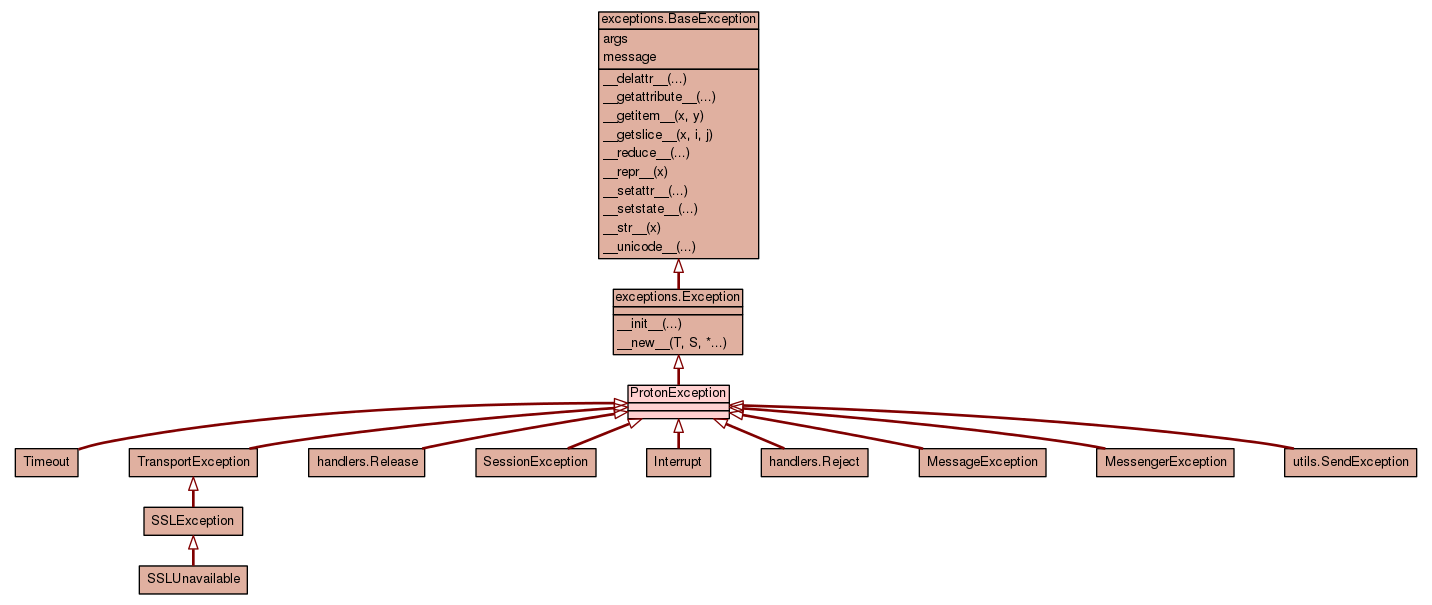 exceptions.BaseException
args
message
__delattr__(...)
__getattribute__(...)
__getitem__(x, y)
__getslice__(x, i, j)
__reduce__(...)
__repr__(x)
__setattr__(...)
__setstate__(...)
__str__(x)
__unicode__(...)
exceptions.Exception
__init__(...)
__new__(T, S, *...)
ProtonException
Timeout
TransportException
handlers.Release
SessionException
Interrupt
handlers.Reject
MessageException
MessengerException
utils.SendException
SSLException
SSLUnavailable